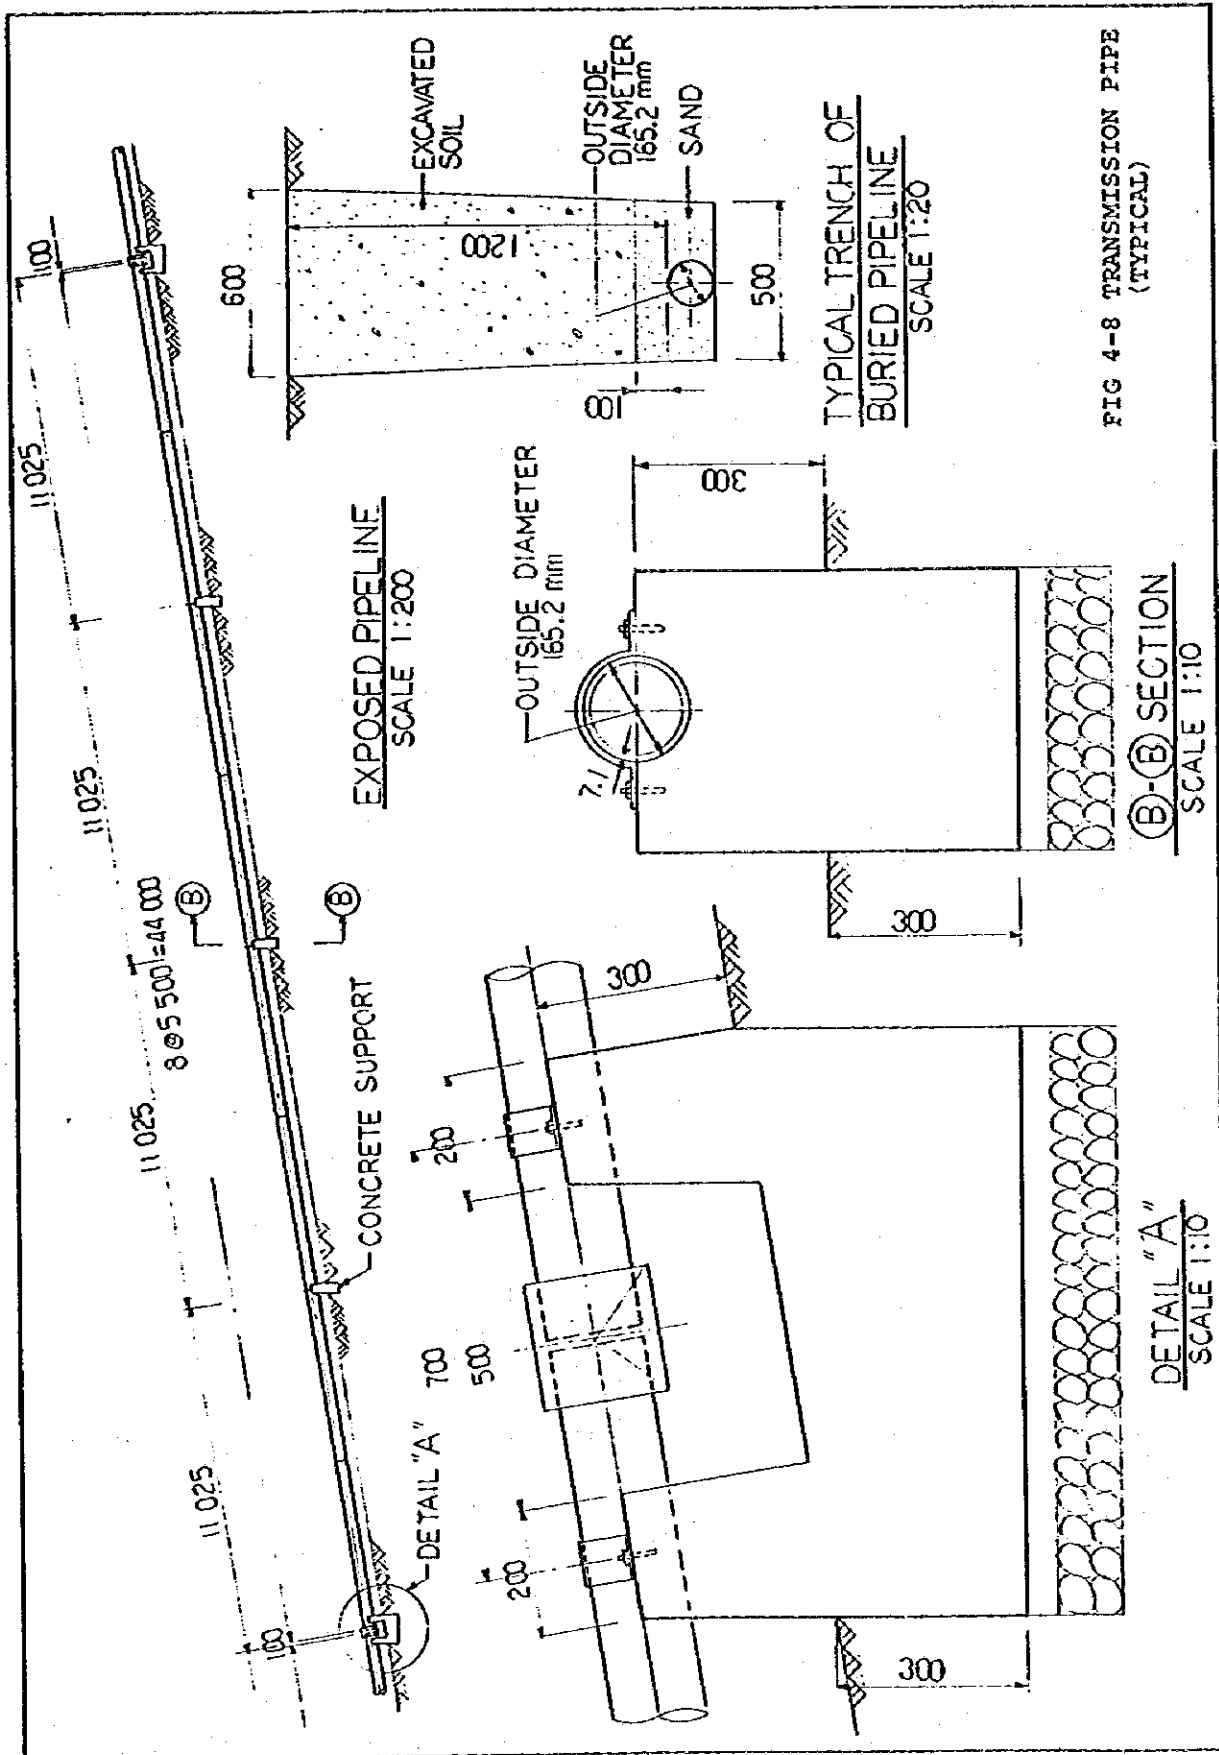 100
11 025
11 025
8@5 500=44 000
11 025
11 025
100
B
B
CONCRETE SUPPORT
DETAIL "A"
EXPOSED PIPELINE
SCALE 1:200
600
EXCAVATED
SOIL
1200
OUTSIDE
DIAMETER
165.2 mm
SAND
100
500
TYPICAL TRENCH OF
BURIED PIPELINE
SCALE 1:20
200
700
500
200
300
300
DETAIL "A"
SCALE 1:10
OUTSIDE DIAMETER
165.2 mm
7.1
300
300
B-B SECTION
SCALE 1:10
FIG 4-8 TRANSMISSION PIPE
(TYPICAL)